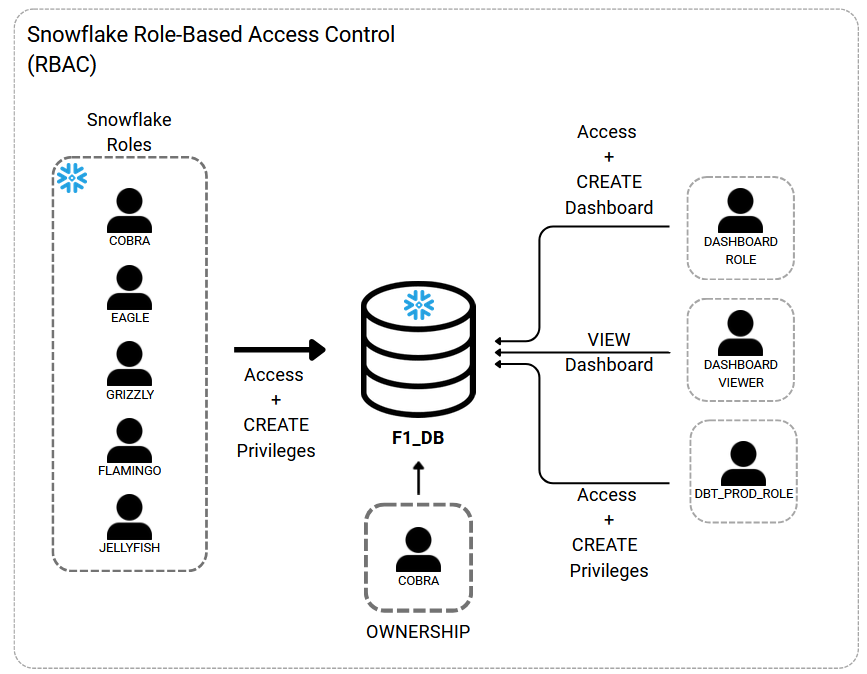 Snowflake Role-Based Access Control
(RBAC)
Snowflake
Roles
COBRA
EAGLE
GRIZZLY
FLAMINGO
JELLYFISH
Access
+
CREATE
Privileges
F1_DB
COBRA
OWNERSHIP
Access
+
CREATE
Dashboard
DASHBOARD
ROLE
VIEW
Dashboard
DASHBOARD
VIEWER
Access
+
CREATE
Privileges
DBT_PROD_ROLE